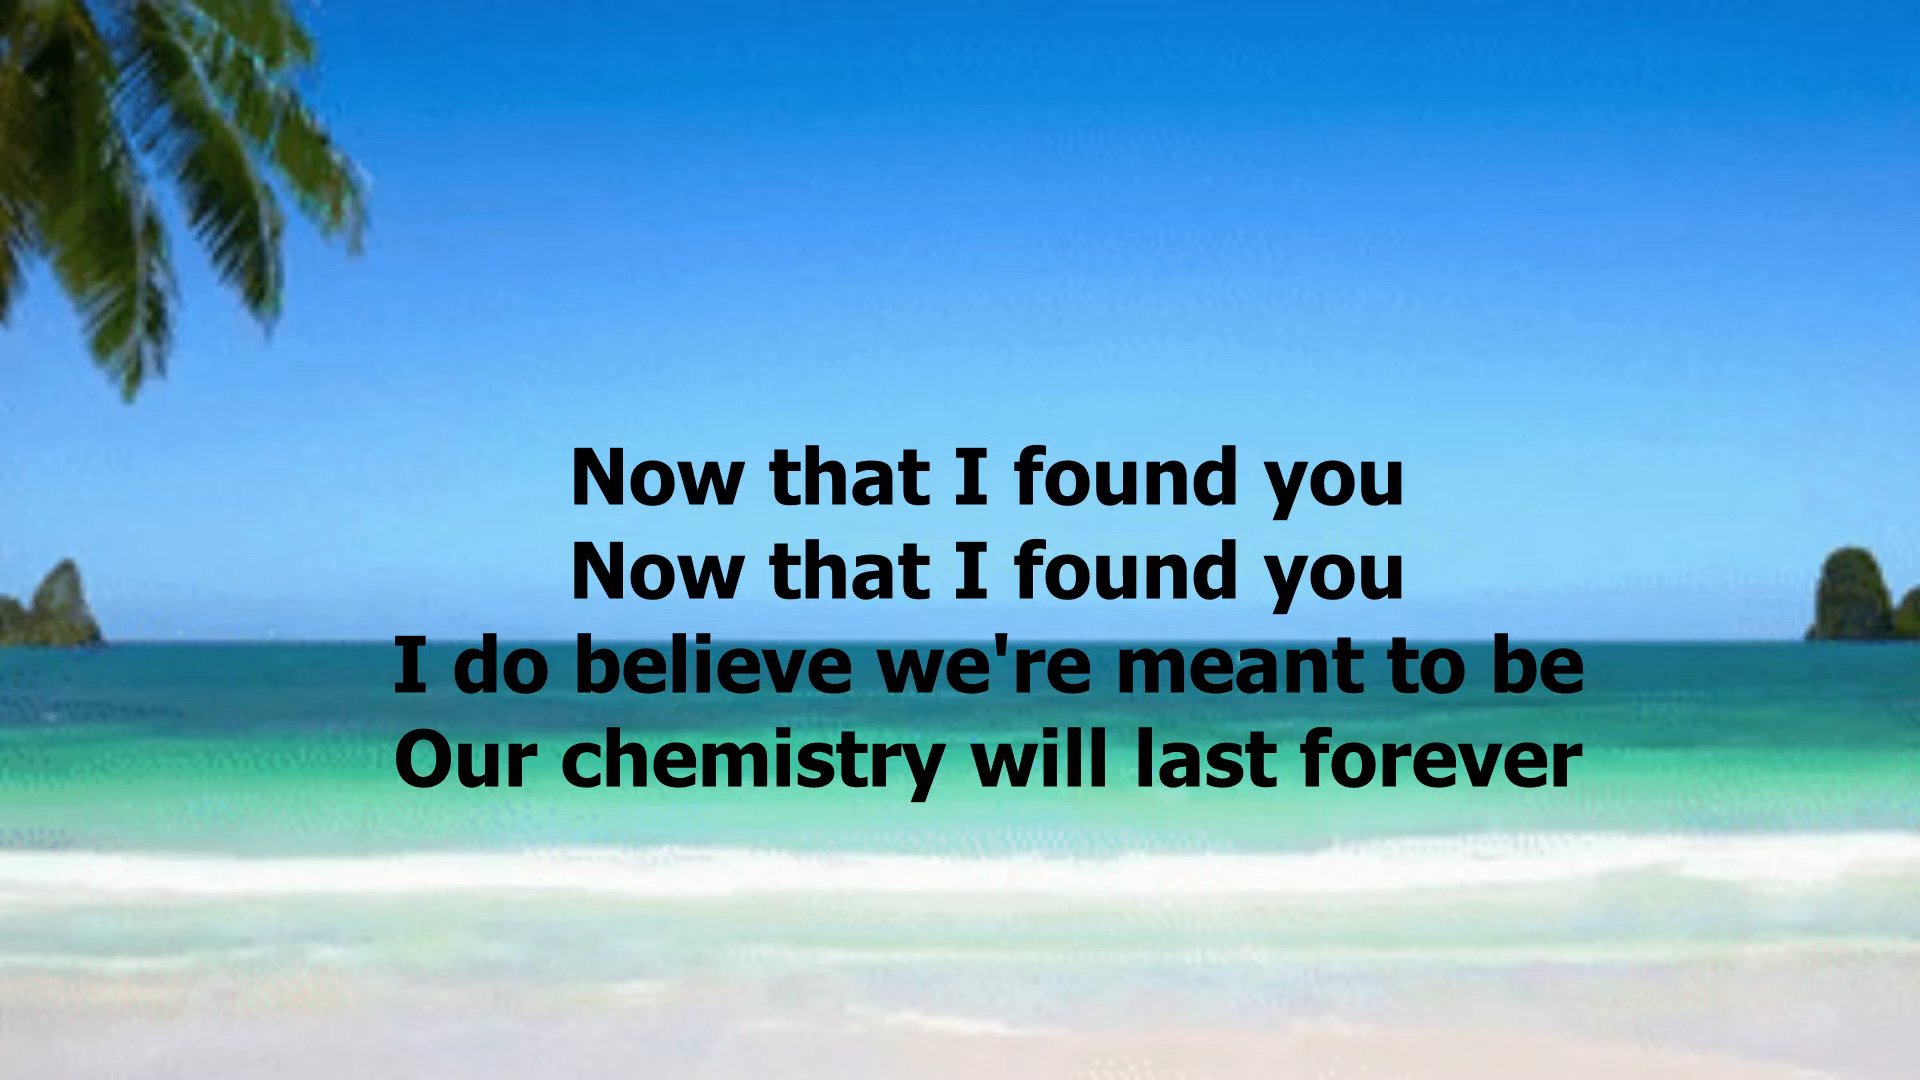 Now that I found you
Now that I found you
I do believe we're meant to be
Our chemistry will last forever